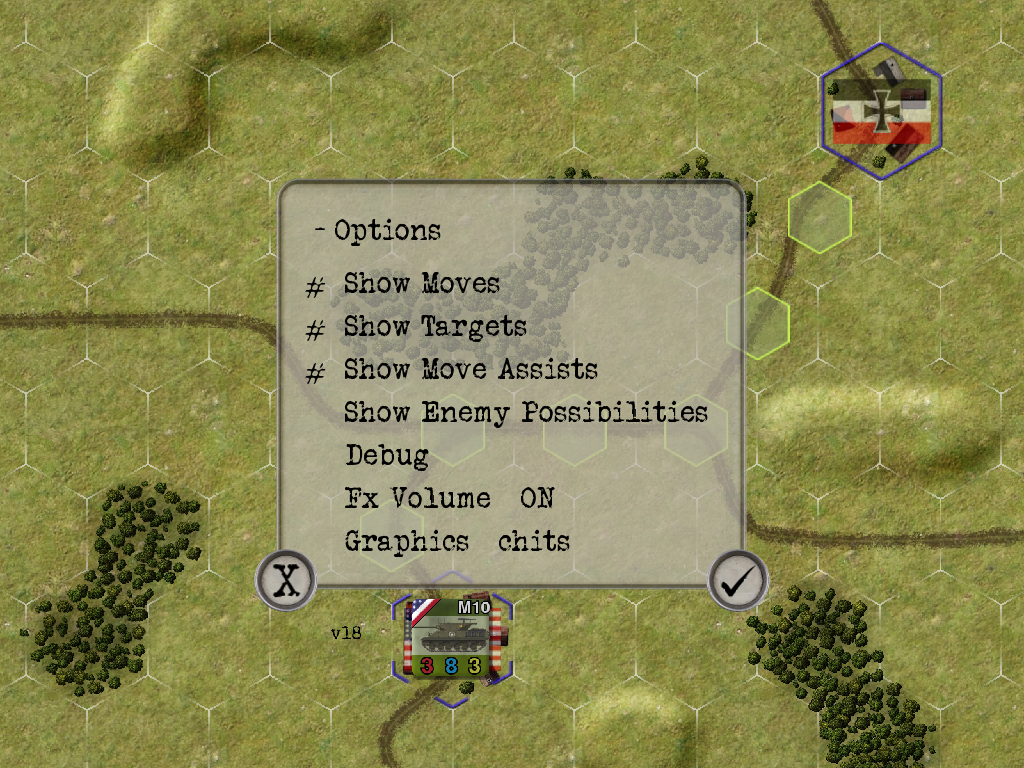 - Options
# Show Moves
# Show Targets
# Show Move Assists
Show Enemy Possibilities
Debug
Fx Volume ON
Graphics chits
X
M10
v18
3 8 3